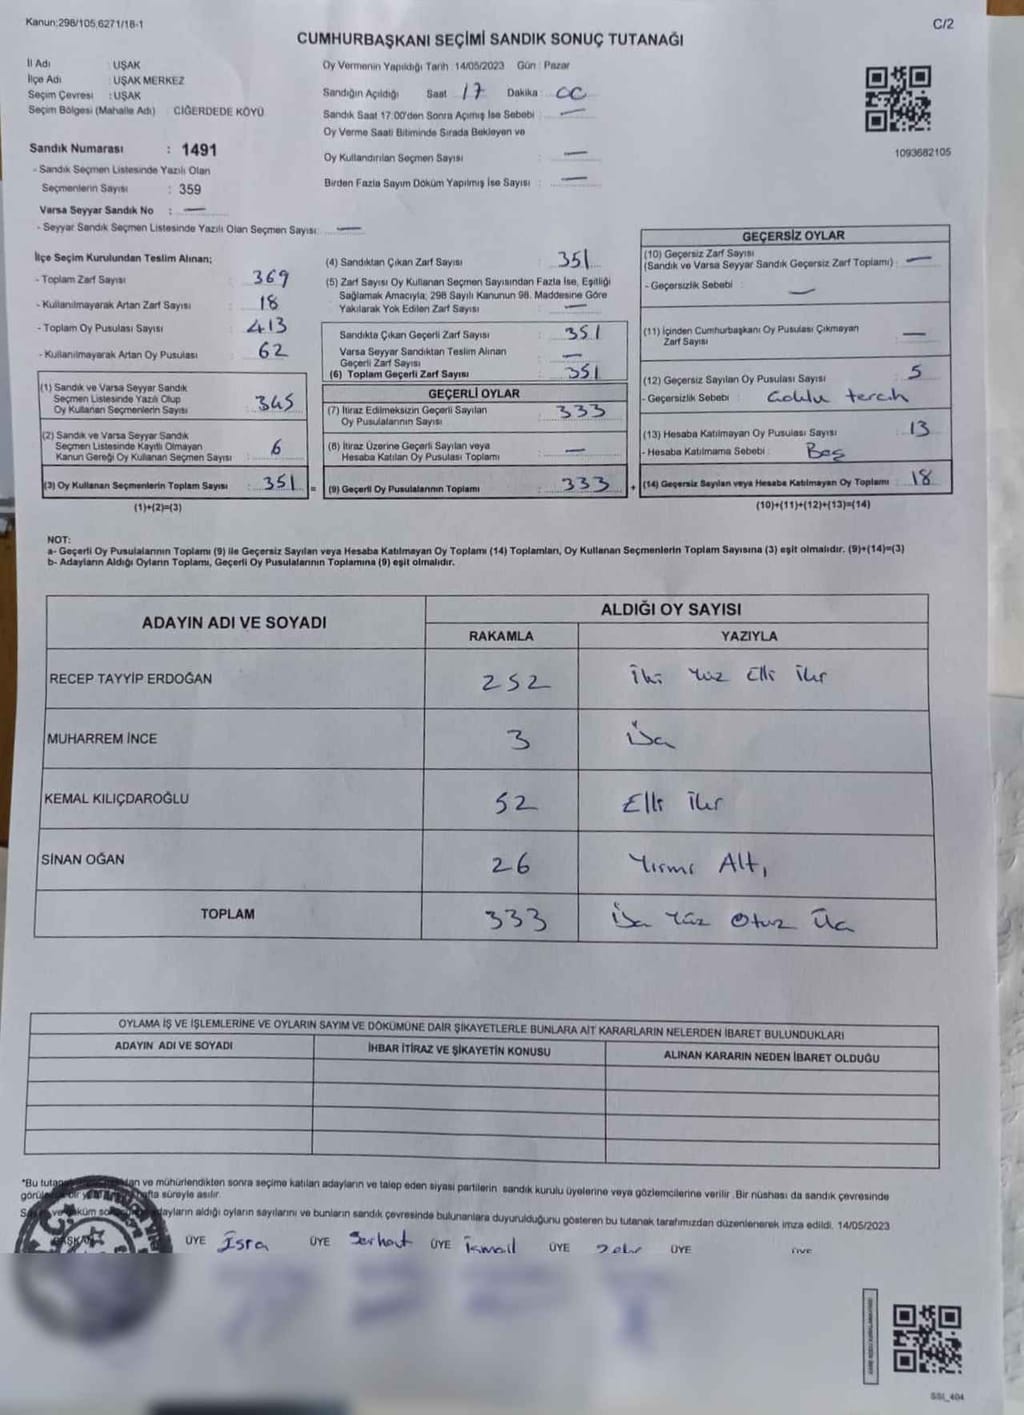 Kanun:298/105,6271/18-1
C/2
CUMHURBAŞKANI SEÇİMİ SANDIK SONUÇ TUTANAĞI
İl Adı : UŞAK
İlçe Adı : UŞAK MERKEZ
Seçim Çevresi : UŞAK
Seçim Bölgesi (Mahalle Adı) CİĞERDEDE KÖYÜ
Sandık Numarası : 1491
- Sandık Seçmen Listesinde Yazılı Olan
Seçmenlerin Sayısı : 359
Varsa Seyyar Sandık No : —
- Seyyar Sandık Seçmen Listesinde Yazılı Olan Seçmen Sayısı: —
Oy Vermenin Yapıldığı Tarih :14/05/2023 Gün : Pazar
Sandığın Açıldığı Saat 17 Dakika : 00
Sandık Saat 17:00'den Sonra Açımış İse Sebebi : —
Oy Verme Saati Bitiminde Sırada Bekleyen ve
Oy Kullandırılan Seçmen Sayısı : —
Birden Fazla Sayım Döküm Yapılmış İse Sayısı : —
1093682105
İlçe Seçim Kurulundan Teslim Alınan;
- Toplam Zarf Sayısı : 369
- Kullanılmayarak Artan Zarf Sayısı : 18
- Toplam Oy Pusulası Sayısı : 413
- Kullanılmayarak Artan Oy Pusulası : 62
(1) Sandık ve Varsa Seyyar Sandık
Seçmen Listesinde Yazılı Olup
Oy Kullanan Seçmenlerin Sayısı : 345
(2) Sandık ve Varsa Seyyar Sandık
Seçmen Listesinde Kayıtlı Olmayan
Kanun Gereği Oy Kullanan Seçmen Sayısı : 6
(3) Oy Kullanan Seçmenlerin Toplam Sayısı : 351 =
(1)+(2)=(3)
(4) Sandıktan Çıkan Zarf Sayısı : 351
(5) Zarf Sayısı Oy Kullanan Seçmen Sayısından Fazla İse, Eşitliği
Sağlamak Amacıyla; 298 Sayılı Kanunun 98. Maddesine Göre
Yakılarak Yok Edilen Zarf Sayısı : —
Sandıkta Çıkan Geçerli Zarf Sayısı : 351
Varsa Seyyar Sandıktan Teslim Alınan
Geçerli Zarf Sayısı : —
(6) Toplam Geçerli Zarf Sayısı : 351
GEÇERLİ OYLAR
(7) İtiraz Edilmeksizin Geçerli Sayılan
Oy Pusulalarının Sayısı : 333
(8) İtiraz Üzerine Geçerli Sayılan veya
Hesaba Katılan Oy Pusulası Toplamı : —
(9) Geçerli Oy Pusulalarının Toplamı : 333 +
GEÇERSİZ OYLAR
(10) Geçersiz Zarf Sayısı
(Sandık ve Varsa Seyyar Sandık Geçersiz Zarf Toplamı) : —
- Geçersizlik Sebebi : —
(11) İçinden Cumhurbaşkanı Oy Pusulası Çıkmayan
Zarf Sayısı : —
(12) Geçersiz Sayılan Oy Pusulası Sayısı : 5
- Geçersizlik Sebebi : Çoklu tercih
(13) Hesaba Katılmayan Oy Pusulası Sayısı : 13
- Hesaba Katılmama Sebebi : Boş
(14) Geçersiz Sayılan veya Hesaba Katılmayan Oy Toplamı : 18
(10)+(11)+(12)+(13)=(14)
NOT:
a- Geçerli Oy Pusulalarının Toplamı (9) ile Geçersiz Sayılan veya Hesaba Katılmayan Oy Toplamı (14) Toplamları, Oy Kullanan Seçmenlerin Toplam Sayısına (3) eşit olmalıdır. (9)+(14)=(3)
b- Adayların Aldığı Oyların Toplamı, Geçerli Oy Pusulalarının Toplamına (9) eşit olmalıdır.
ADAYIN ADI VE SOYADI
ALDIĞI OY SAYISI
RAKAMLA YAZIYLA
RECEP TAYYİP ERDOĞAN 252 İki Yüz Elli İki
MUHARREM İNCE 3 Üç
KEMAL KILIÇDAROĞLU 52 Elli İki
SİNAN OĞAN 26 Yirmi Altı
TOPLAM 333 Üç Yüz Otuz Üç
OYLAMA İŞ VE İŞLEMLERİNE VE OYLARIN SAYIM VE DÖKÜMÜNE DAİR ŞİKAYETLERLE BUNLARA AİT KARARLARIN NELERDEN İBARET BULUNDUKLARI
ADAYIN ADI VE SOYADI İHBAR İTİRAZ VE ŞİKAYETİN KONUSU ALINAN KARARIN NEDEN İBARET OLDUĞU
*Bu ve mühürlendikten sonra seçime katılan adayların ve talep eden siyasi partilerin sandık kurulu üyelerine veya gözlemcilerine verilir. Bir nüshası da sandık çevresinde
süreyle asılır.
adayların aldığı oyların sayılarını ve bunların sandık çevresinde bulunanlara duyurulduğunu gösteren bu tutanak tarafımızdan düzenlenerek imza edildi. 14/05/2023
BAŞKAN ÜYE Esra ÜYE Serhat ÜYE İsmail ÜYE ÜYE ÜYE
SSI_404